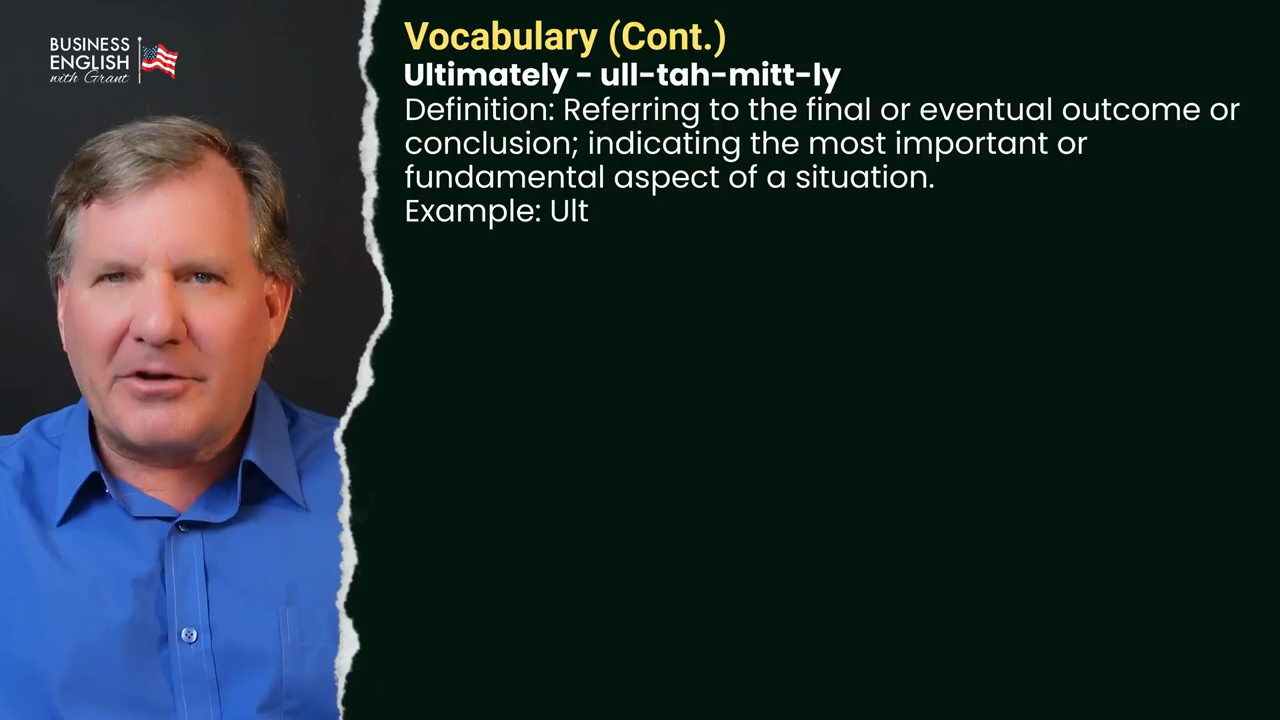 BUSINESS
ENGLISH
with Grant
Vocabulary (Cont.)
Ultimately - ull-tah-mitt-ly
Definition: Referring to the final or eventual outcome or
conclusion; indicating the most important or
fundamental aspect of a situation.
Example: Ult